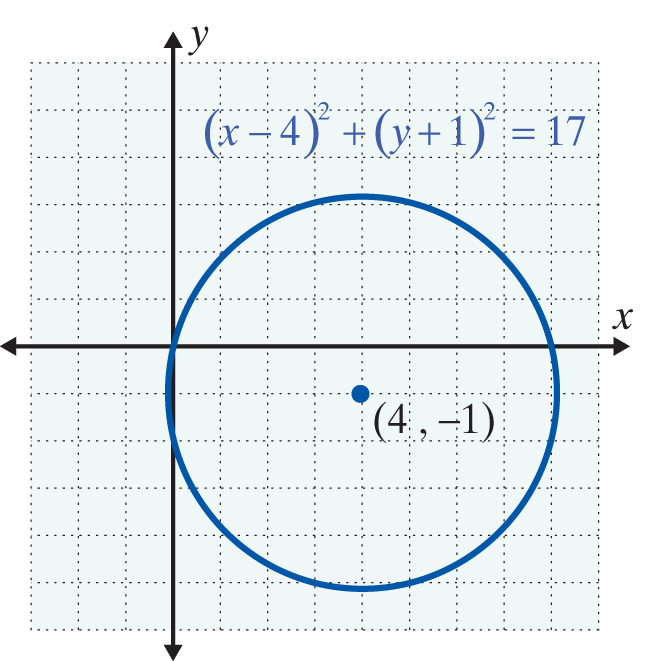 y
(x − 4)² + (y + 1)² = 17
x
(4 , −1)